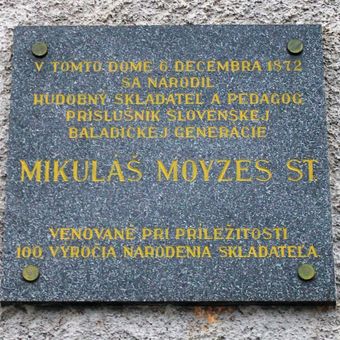 V TOMTO DOME 6 DECEMBRA 1872
SA NARODIL
HUDOBNÝ SKLADATEĽ A PEDAGÓG
PRÍSLUŠNÍK SLOVENSKEJ
BALADICKEJ GENERÁCIE
MIKULÁŠ MOYZES ST.
VENOVANÉ PRI PRÍLEŽITOSTI
100. VÝROČIA NARODENIA SKLADATEĽA